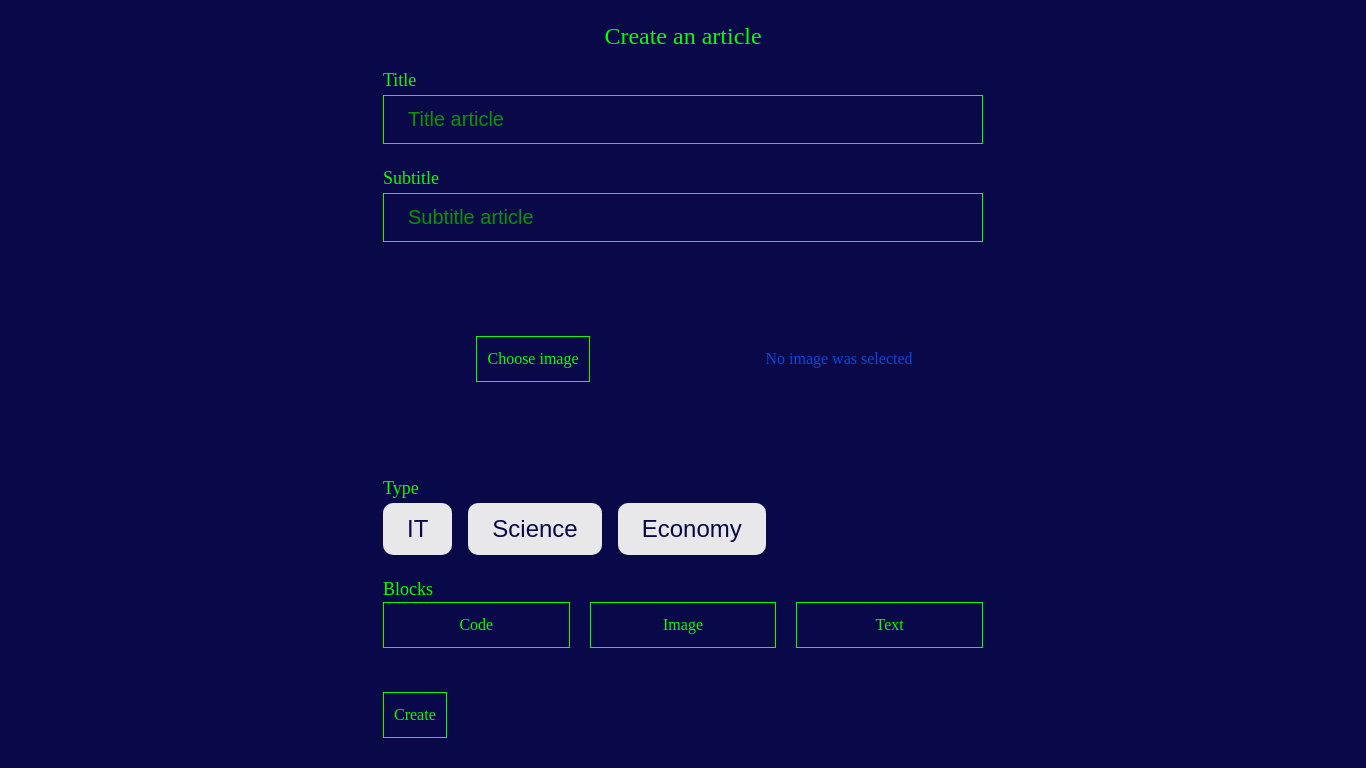 Create an article
Title
Title article
Subtitle
Subtitle article
Choose image
No image was selected
Type
IT Science Economy
Blocks
Code Image Text
Create